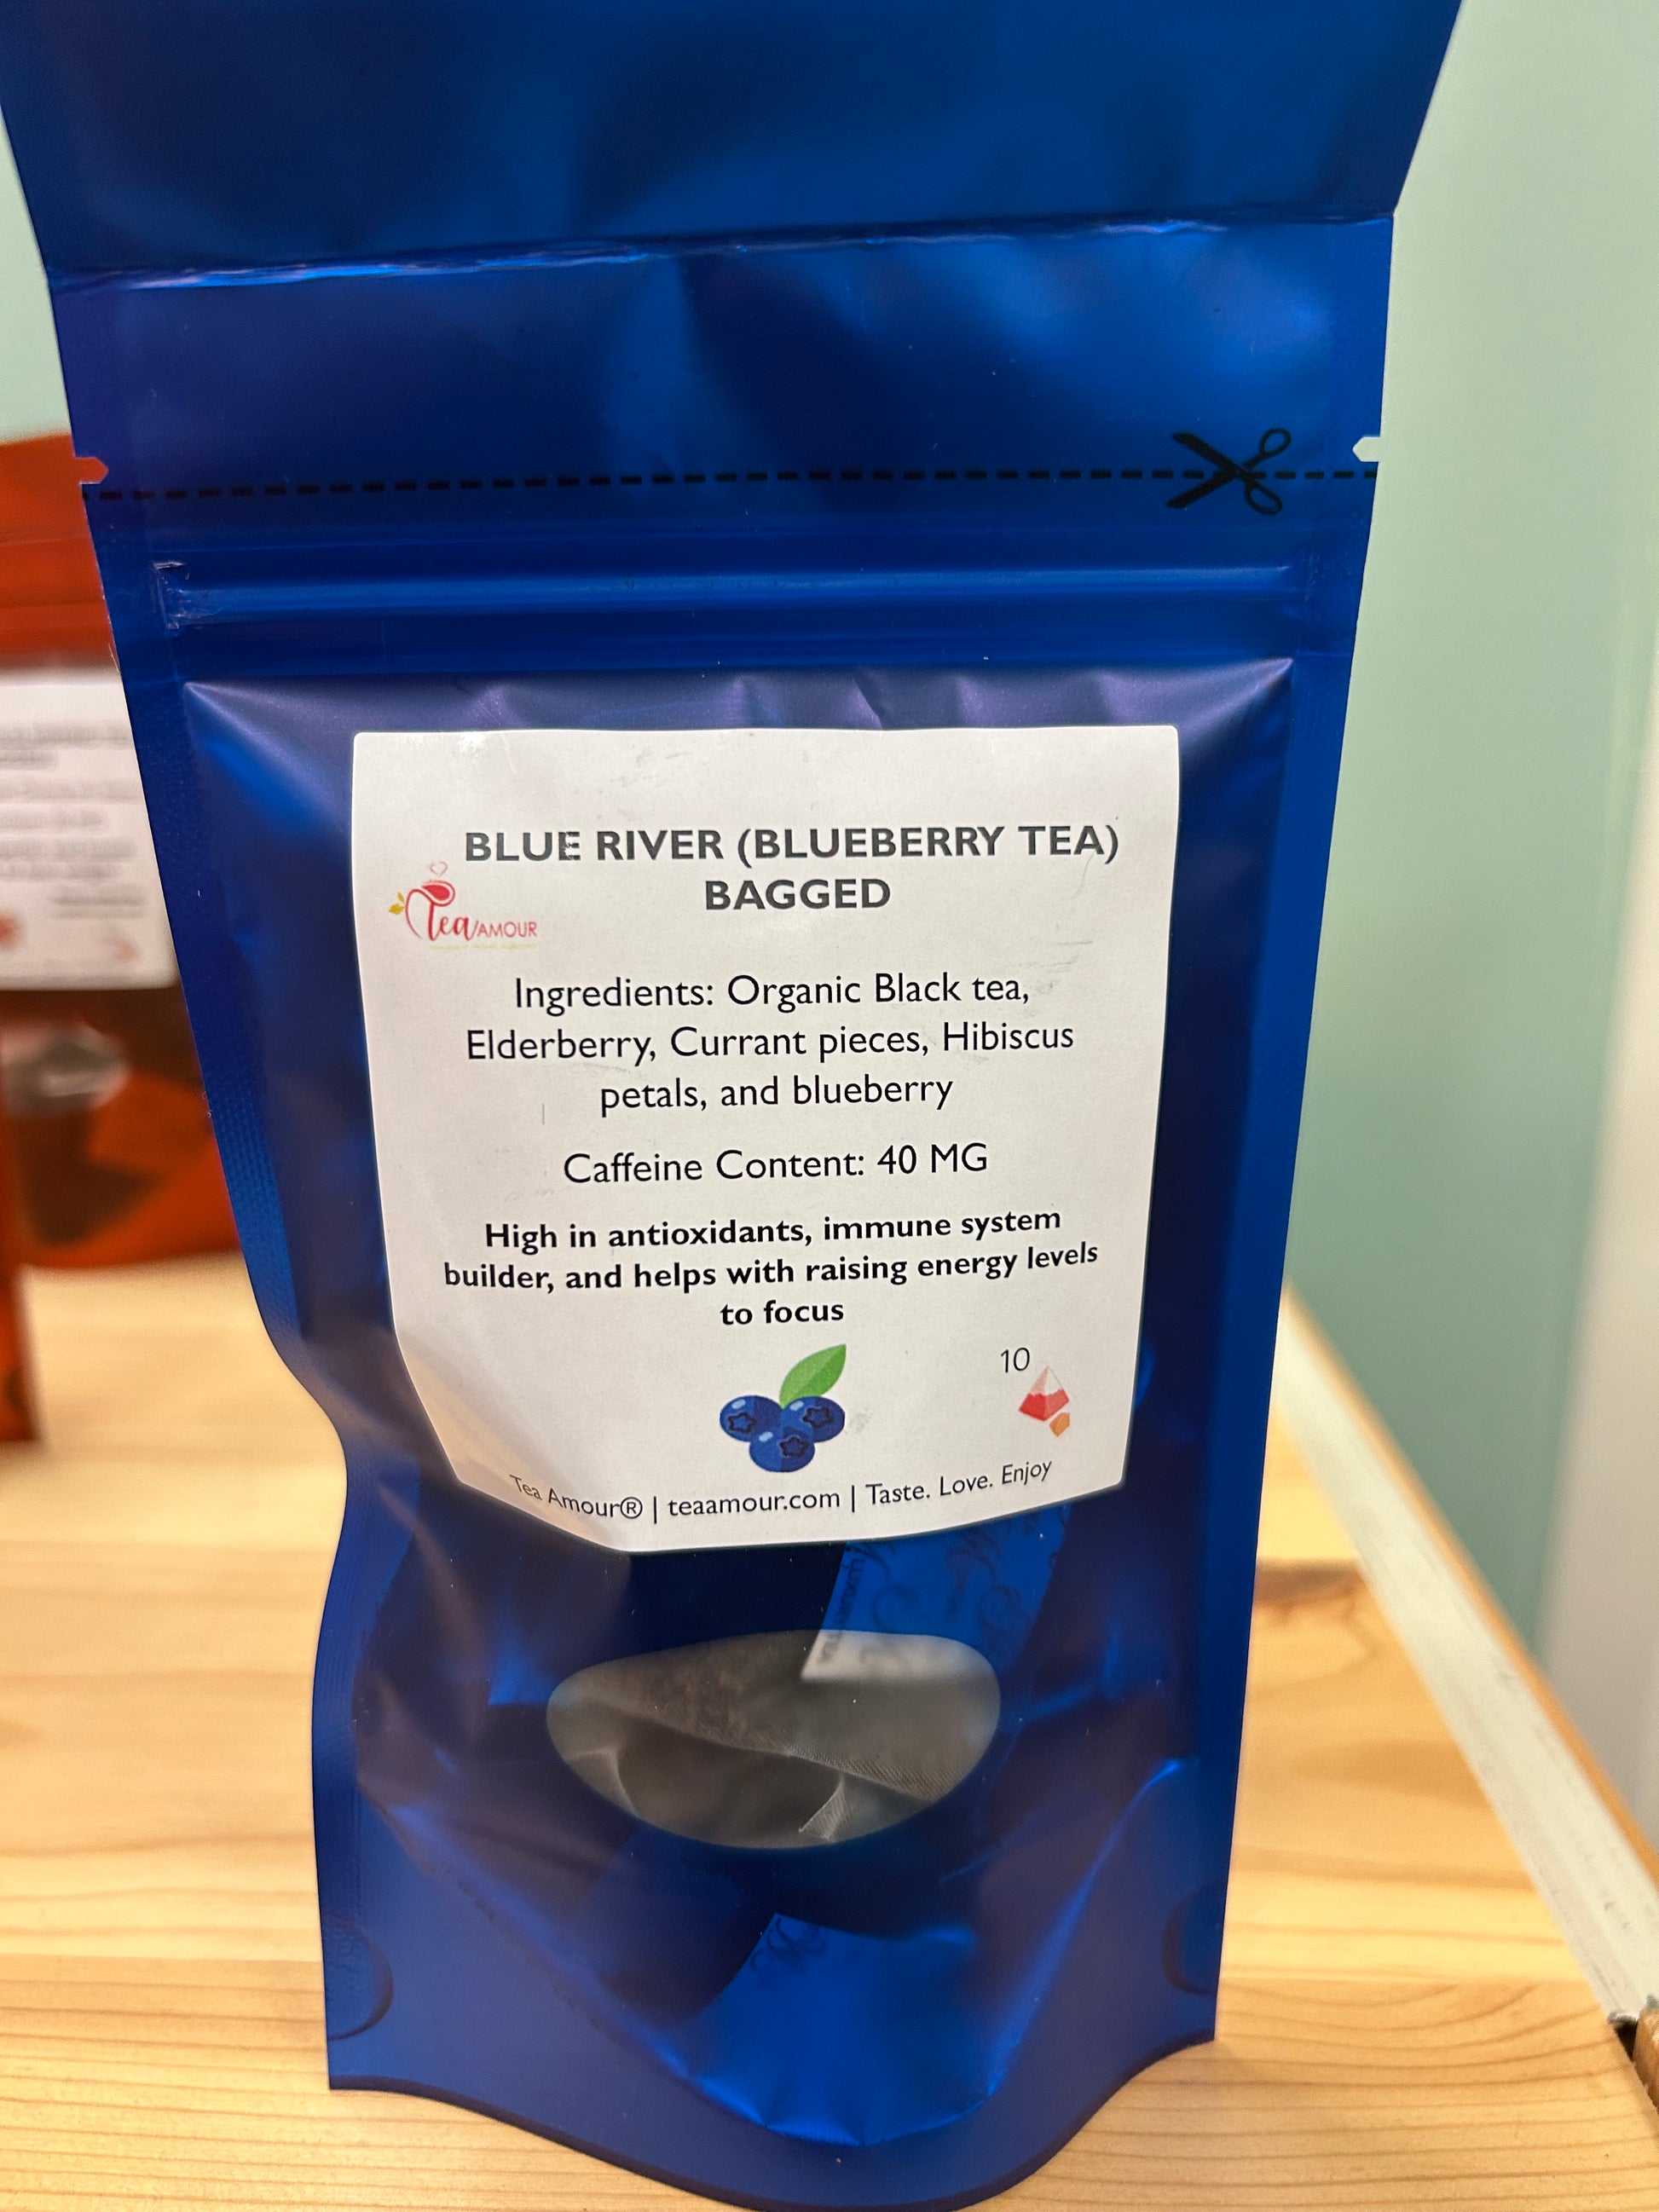 BLUE RIVER (BLUEBERRY TEA)
BAGGED
Tea/AMOUR
Ingredients: Organic Black tea,
Elderberry, Currant pieces, Hibiscus
petals, and blueberry
Caffeine Content: 40 MG
High in antioxidants, immune system
builder, and helps with raising energy levels
to focus
10
Tea Amour® | teaamour.com | Taste. Love. Enjoy